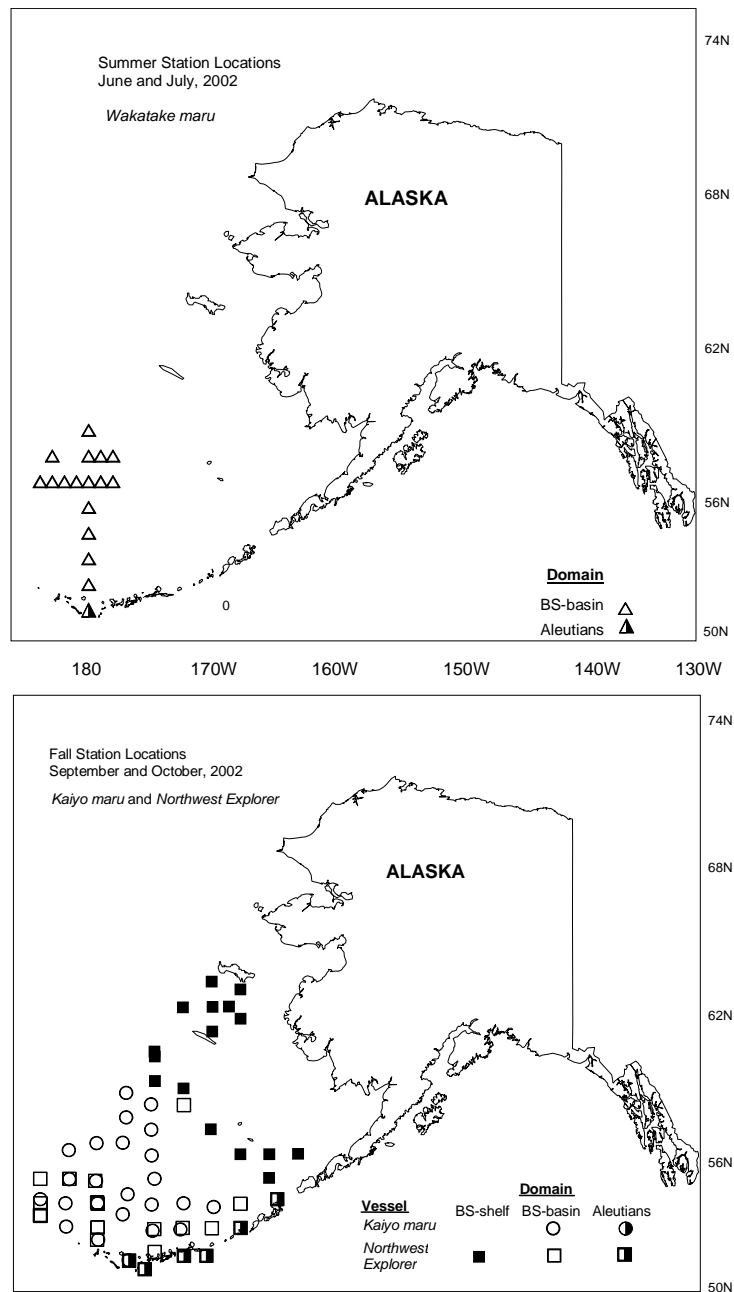 74N
Summer Station Locations
June and July, 2002
Wakatake maru
ALASKA
68N
62N
56N
Domain
BS-basin
Aleutians
50N
180 170W 160W 150W 140W 130W
74N
Fall Station Locations
September and October, 2002
Kaiyo maru and Northwest Explorer
ALASKA
68N
62N
56N
Vessel Domain
BS-shelf BS-basin Aleutians
Kaiyo maru
Northwest
Explorer
50N